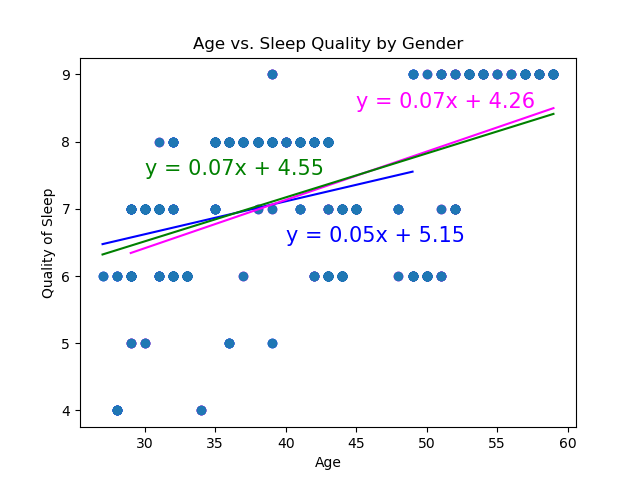 Age vs. Sleep Quality by Gender
Quality of Sleep
9
8
7
6
5
4
y = 0.07x + 4.26
y = 0.07x + 4.55
y = 0.05x + 5.15
30 35 40 45 50 55 60
Age